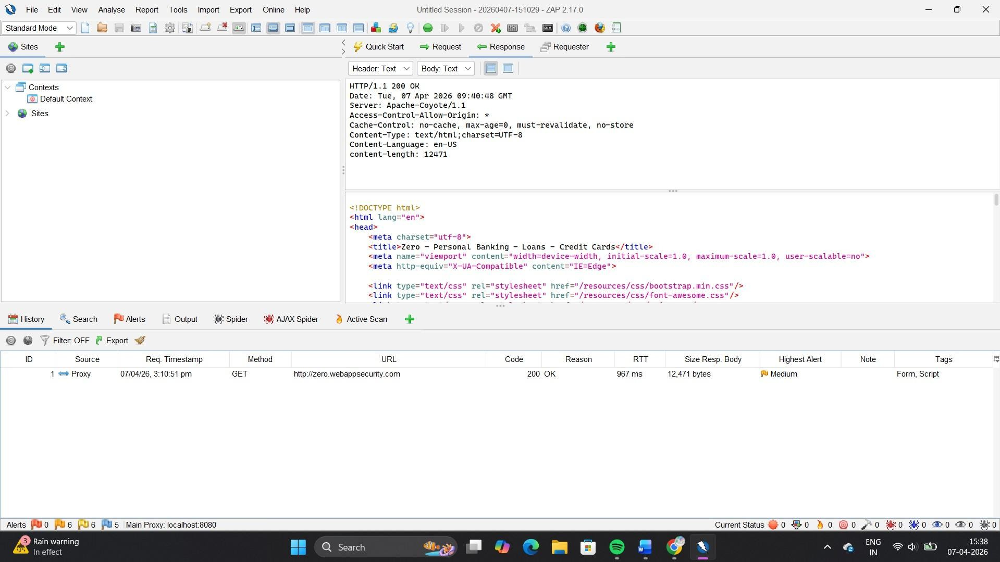 File Edit View Analyse Report Tools Import Export Online Help
Untitled Session - 20260407-151029 - ZAP 2.17.0
Standard Mode
Sites
Quick Start Request Response Requester
Header: Text Body: Text
Contexts
Default Context
Sites
HTTP/1.1 200 OK
Date: Tue, 07 Apr 2026 09:40:48 GMT
Server: Apache-Coyote/1.1
Access-Control-Allow-Origin: *
Cache-Control: no-cache, max-age=0, must-revalidate, no-store
Content-Type: text/html;charset=UTF-8
Content-Language: en-US
content-length: 12471
<!DOCTYPE html>
<html lang="en">
<head>
<meta charset="utf-8">
<title>Zero - Personal Banking - Loans - Credit Cards</title>
<meta name="viewport" content="width=device-width, initial-scale=1.0, maximum-scale=1.0, user-scalable=no">
<meta http-equiv="X-UA-Compatible" content="IE=Edge">
<link type="text/css" rel="stylesheet" href="/resources/css/bootstrap.min.css"/>
<link type="text/css" rel="stylesheet" href="/resources/css/font-awesome.css"/>
History Search Alerts Output Spider AJAX Spider Active Scan
Filter: OFF Export
ID Source Req. Timestamp Method URL Code Reason RTT Size Resp. Body Highest Alert Note Tags
1 Proxy 07/04/26, 3:10:51 pm GET http://zero.webappsecurity.com 200 OK 967 ms 12,471 bytes Medium Form, Script
Alerts 0 6 6 5 Main Proxy: localhost:8080
Current Status 0 0 0 0 0 0 0 0 0 0
3 Rain warning
In effect
Search
ENG
IN
15:38
07-04-2026